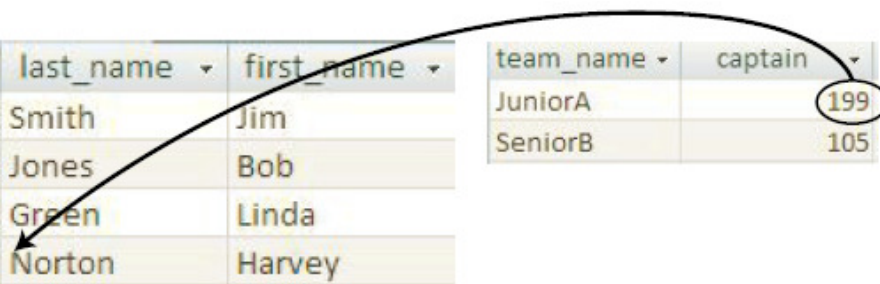 last_name first_name
Smith Jim
Jones Bob
Green Linda
Norton Harvey
team_name captain
JuniorA 199
SeniorB 105